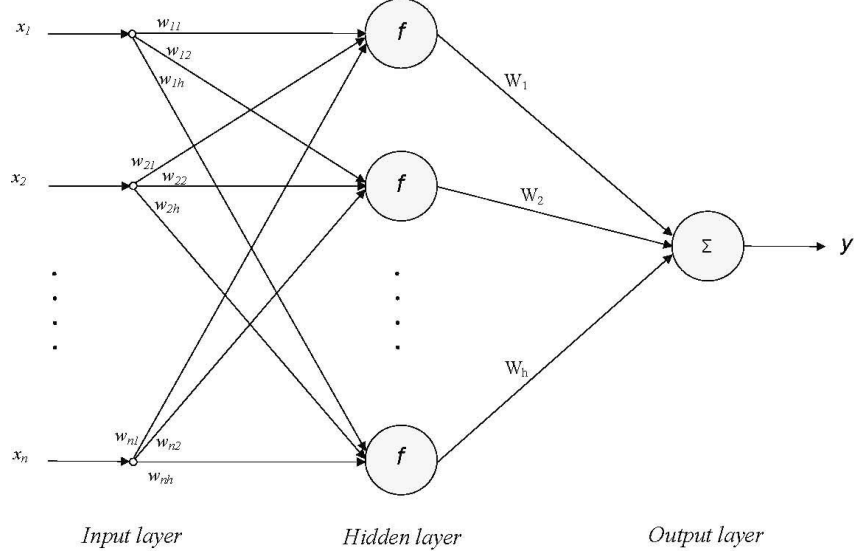 x1 w11 f
w12
w1h W1
w21
x2 w22 f W2
w2h
Σ y
Wh
wn1 wn2
xn f
wnh
Input layer Hidden layer Output layer